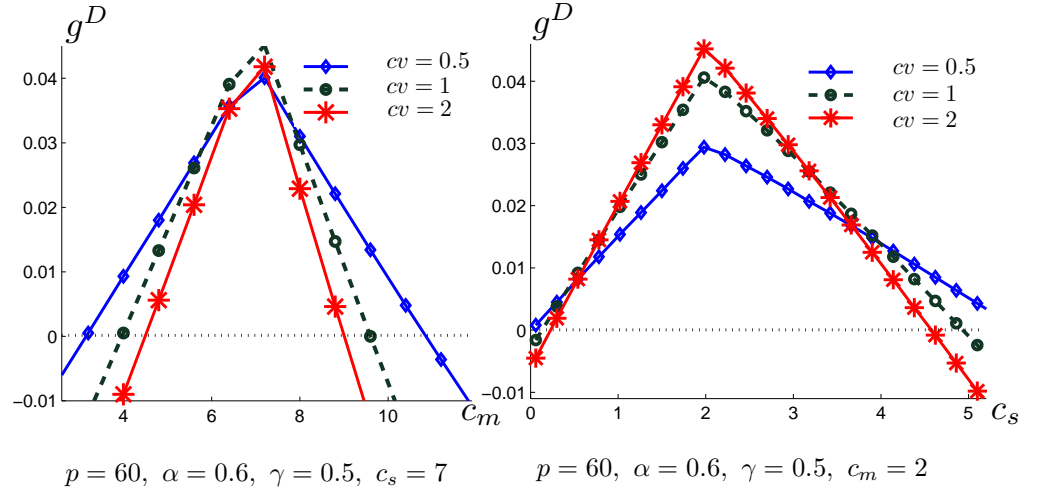 g^D
0.04
0.03
0.02
0.01
0
−0.01
4
6
8
10
c_m
cv = 0.5
cv = 1
cv = 2
p = 60, α = 0.6, γ = 0.5, c_s = 7
g^D
0.04
0.03
0.02
0.01
0
−0.01
0
1
2
3
4
5
c_s
cv = 0.5
cv = 1
cv = 2
p = 60, α = 0.6, γ = 0.5, c_m = 2